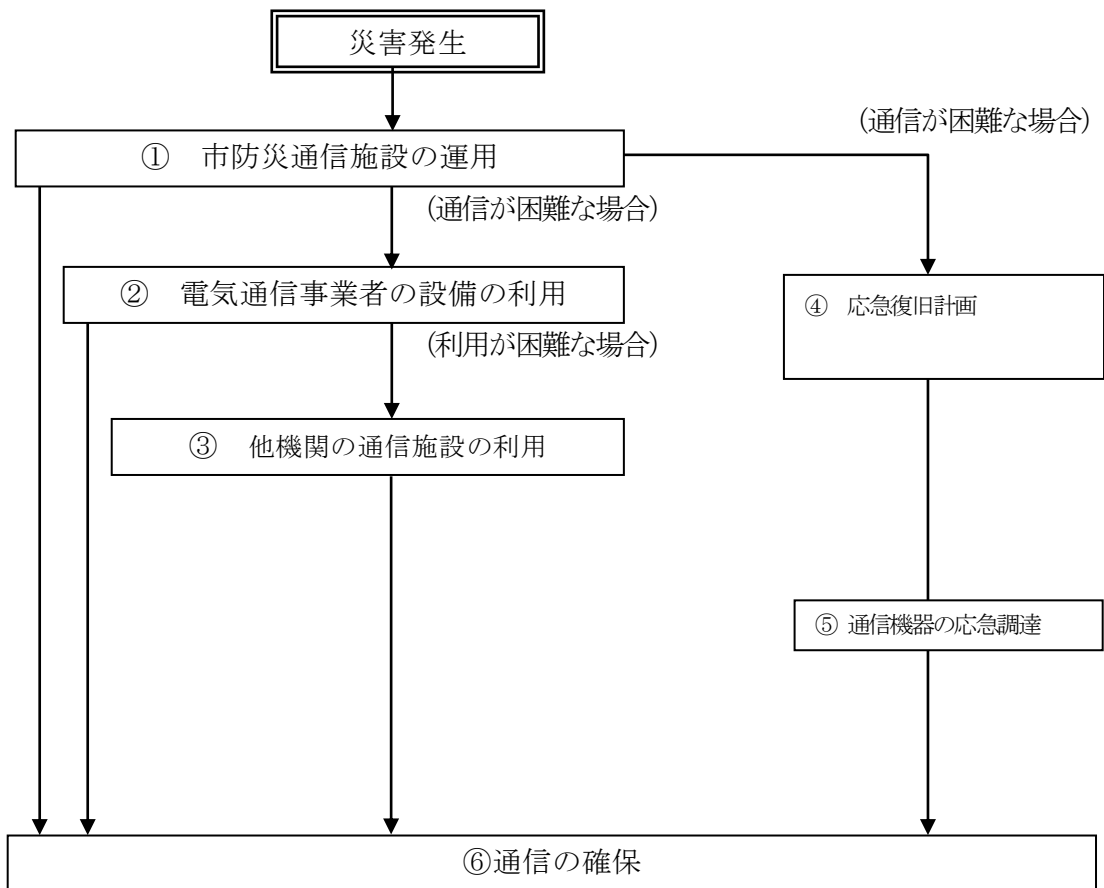 災害発生
(通信が困難な場合)
① 市防災通信施設の運用
(通信が困難な場合)
② 電気通信事業者の設備の利用
④ 応急復旧計画
(利用が困難な場合)
③ 他機関の通信施設の利用
⑤ 通信機器の応急調達
⑥通信の確保